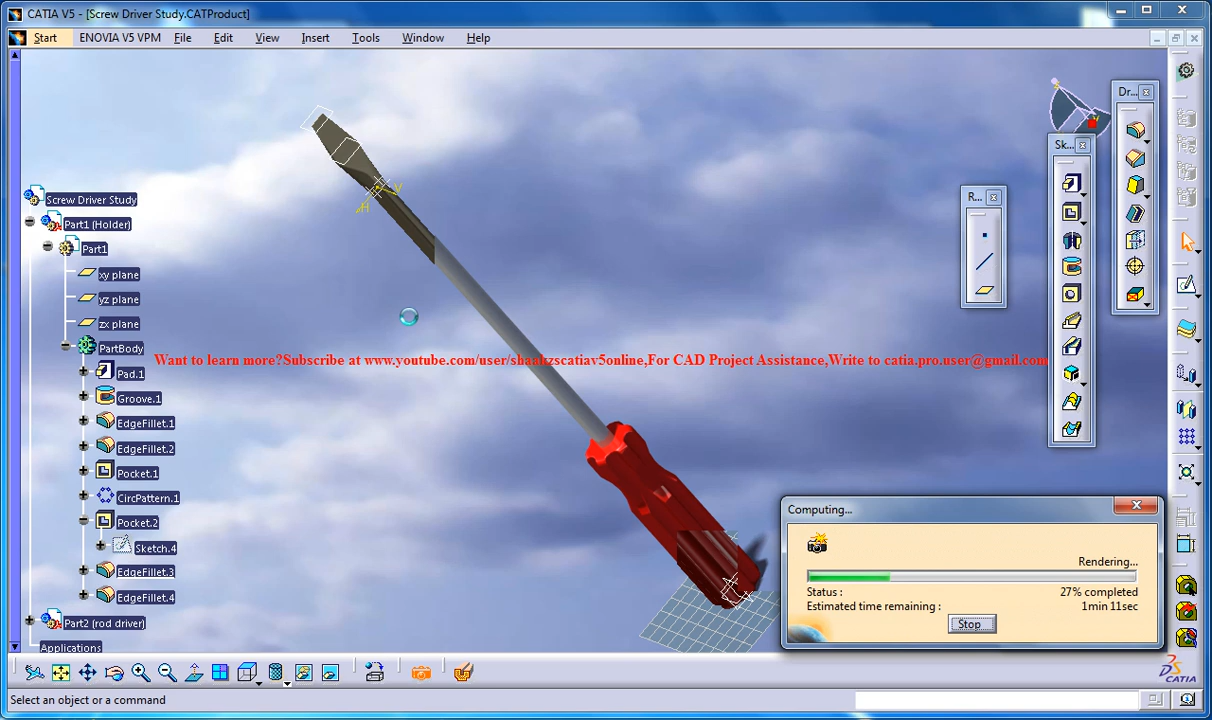 CATIA V5 - [Screw Driver Study.CATProduct]
Start ENOVIA V5 VPM File Edit View Insert Tools Window Help
Dr...
Sk...
R...
V
H
Screw Driver Study
Part1 (Holder)
Part1
xy plane
yz plane
zx plane
PartBody
Want to learn more?Subscribe at www.youtube.com/user/shaakzscatiav5online,For CAD Project Assistance,Write to catia.pro.user@gmail.com
Pad.1
Groove.1
EdgeFillet.1
EdgeFillet.2
Pocket.1
CircPattern.1
Pocket.2
Sketch.4
EdgeFillet.3
EdgeFillet.4
Part2 (rod driver)
Applications
Computing...
Rendering...
Status : 27% completed
Estimated time remaining : 1min 11sec
Stop
CATIA
Select an object or a command